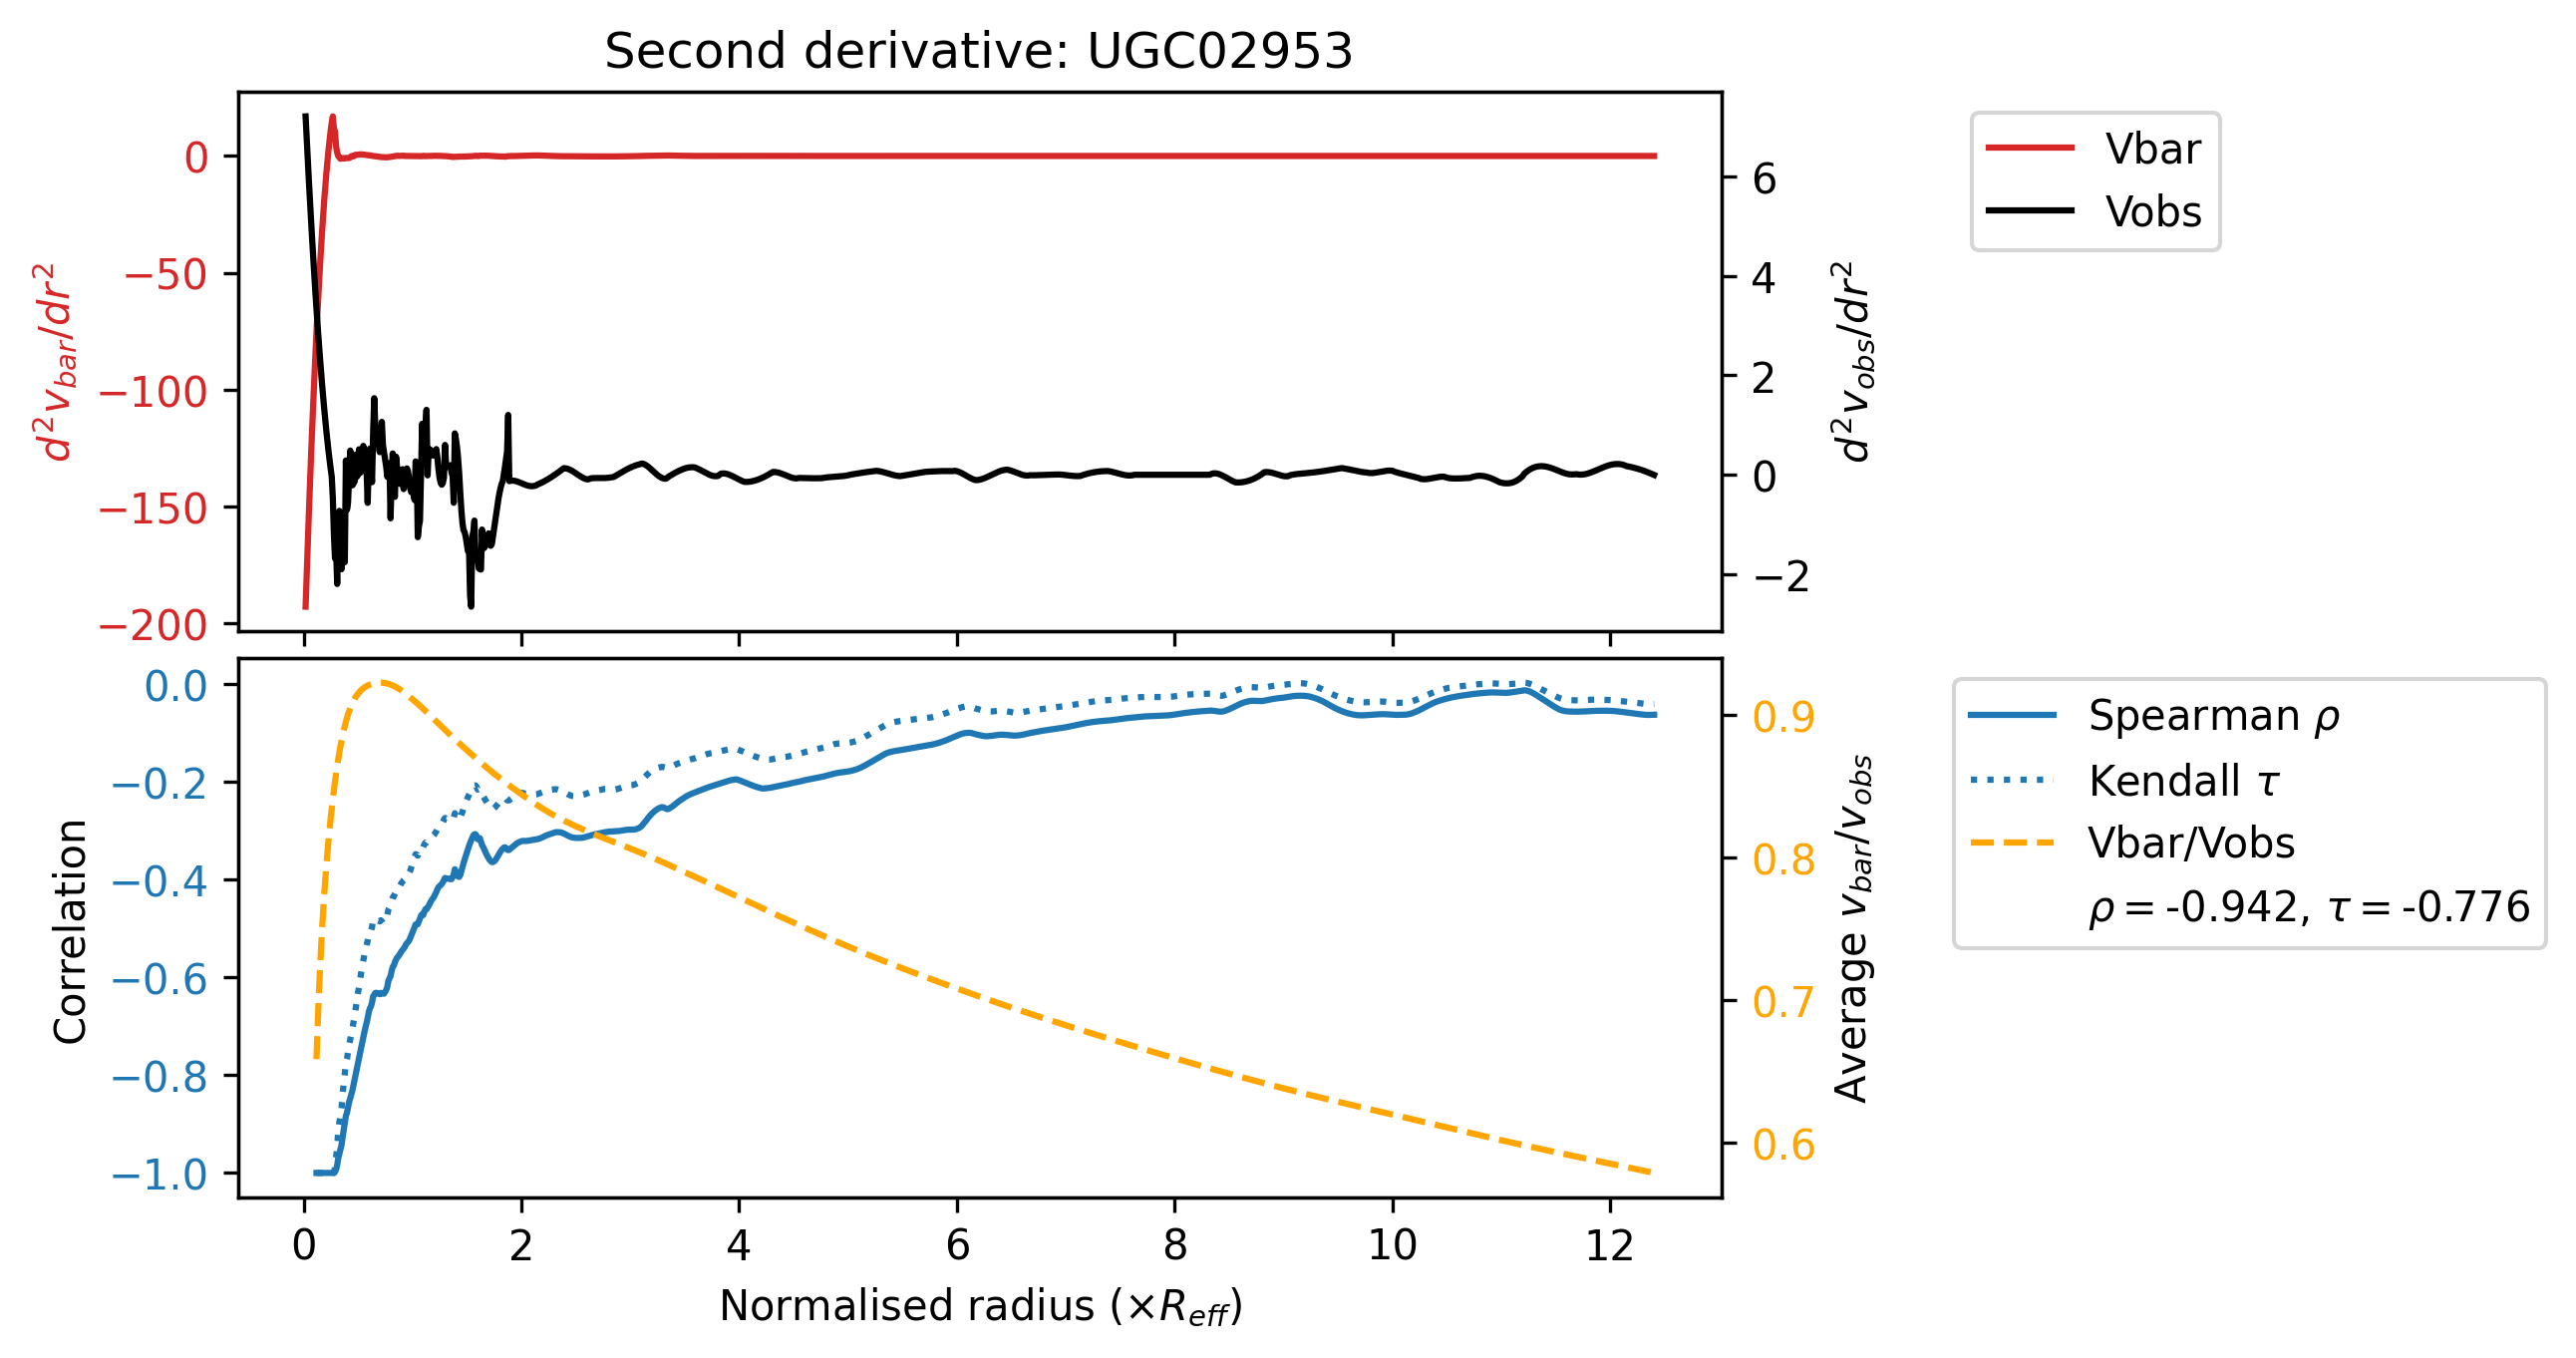 Second derivative: UGC02953
0
−50
−100
−150
−200
d²v_bar/dr²
6
4
2
0
−2
d²v_obs/dr²
Vbar
Vobs
0.0
−0.2
−0.4
−0.6
−0.8
−1.0
Correlation
0.9
0.8
0.7
0.6
Average v_bar/v_obs
Spearman ρ
Kendall τ
Vbar/Vobs
ρ = -0.942, τ = -0.776
0 2 4 6 8 10 12
Normalised radius (×R_eff)